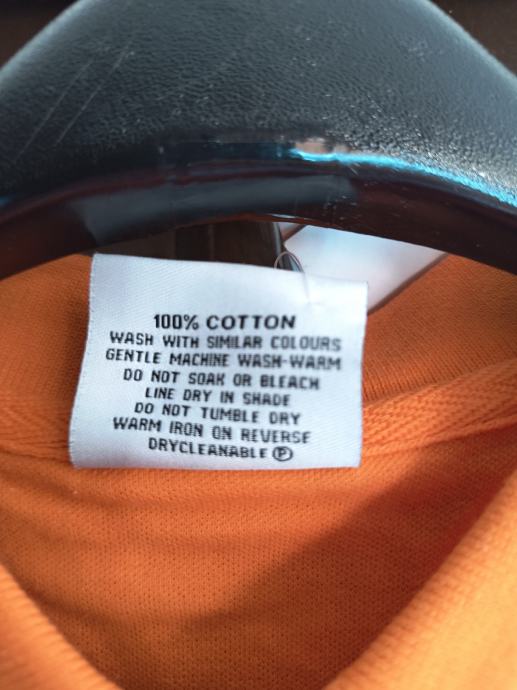 100% COTTON
WASH WITH SIMILAR COLOURS
GENTLE MACHINE WASH-WARM
DO NOT SOAK OR BLEACH
LINE DRY IN SHADE
DO NOT TUMBLE DRY
WARM IRON ON REVERSE
DRYCLEANABLE Ⓟ